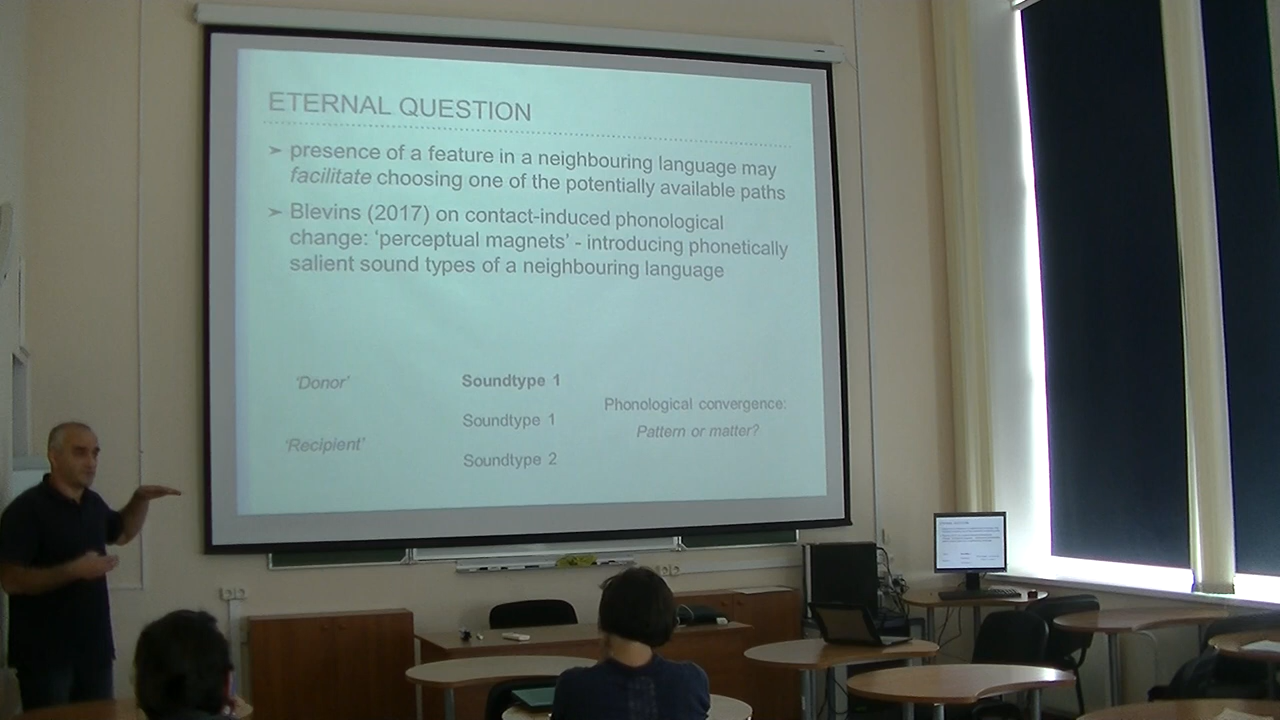 ETERNAL QUESTION
➢ presence of a feature in a neighbouring language may
facilitate choosing one of the potentially available paths
➢ Blevins (2017) on contact-induced phonological
change: ‘perceptual magnets’ - introducing phonetically
salient sound types of a neighbouring language
‘Donor’
Soundtype 1
Soundtype 1
Phonological convergence:
Pattern or matter?
‘Recipient’
Soundtype 2